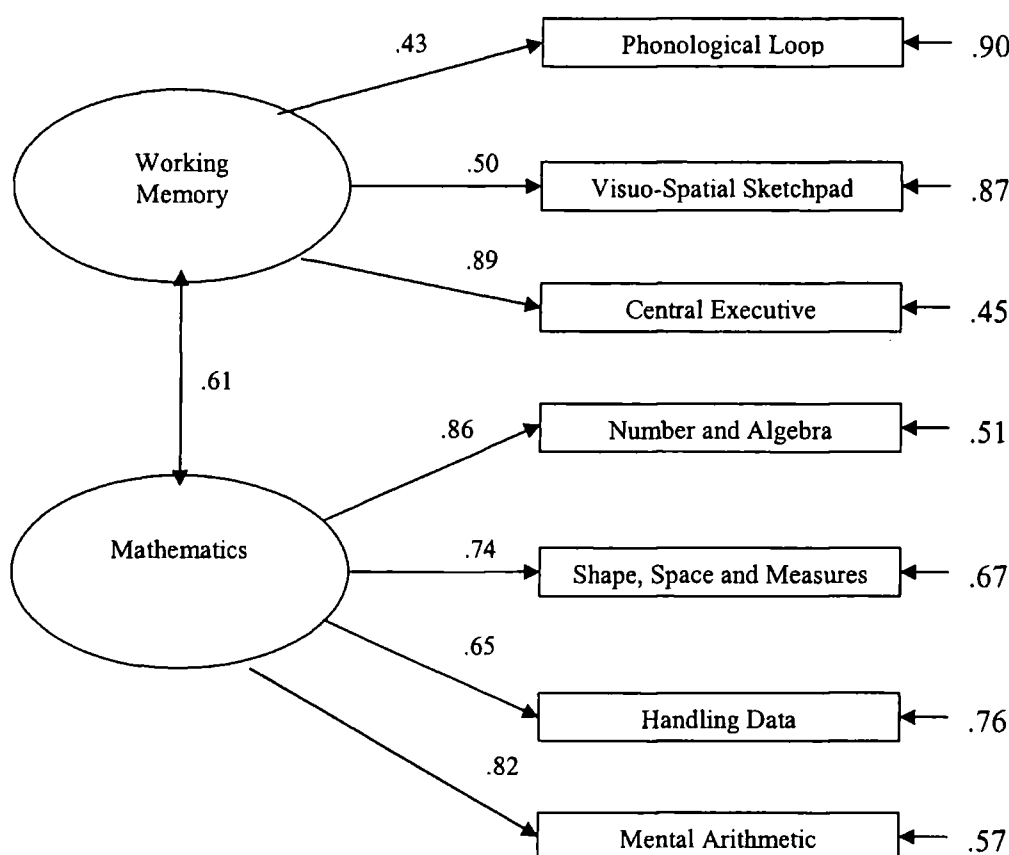 .43
Phonological Loop
.90
Working
Memory
.50
Visuo-Spatial Sketchpad
.87
.89
Central Executive
.45
.61
.86
Number and Algebra
.51
Mathematics
.74
Shape, Space and Measures
.67
.65
Handling Data
.76
.82
Mental Arithmetic
.57